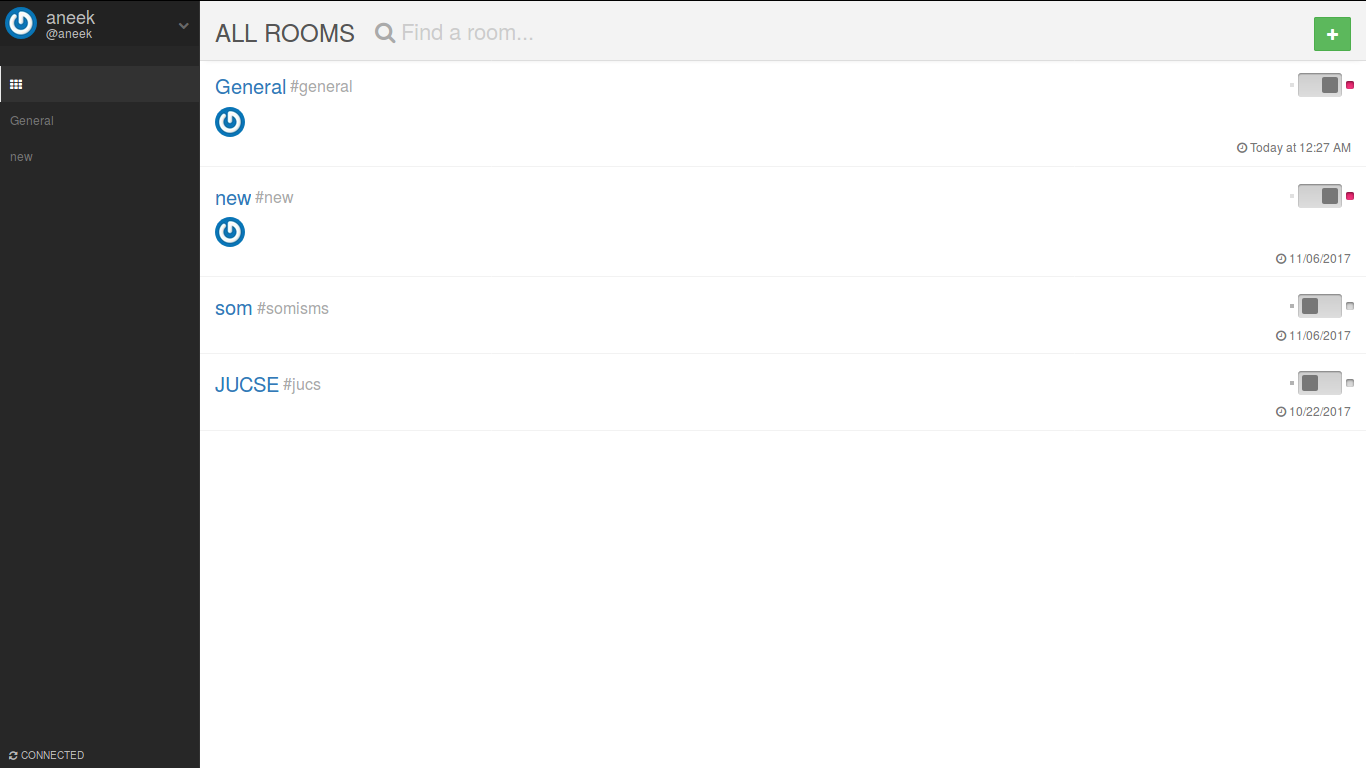 aneek
@aneek
General
new
CONNECTED
ALL ROOMS Find a room...
General #general
Today at 12:27 AM
new #new
11/06/2017
som #somisms
11/06/2017
JUCSE #jucs
10/22/2017